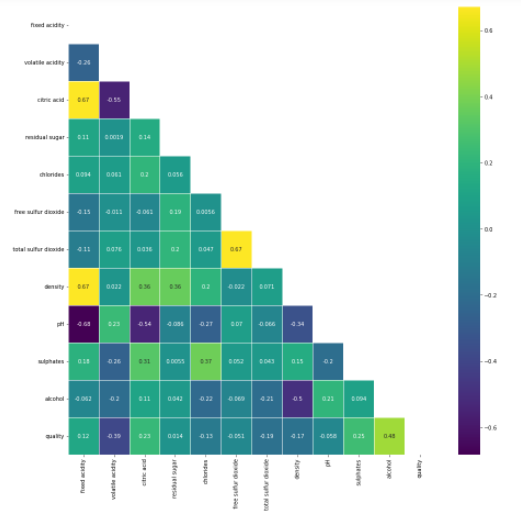 fixed acidity
volatile acidity -0.26
citric acid 0.67 -0.55
residual sugar 0.11 0.0019 0.14
chlorides 0.094 0.061 0.2 0.056
free sulfur dioxide -0.15 -0.011 -0.061 0.19 0.0056
total sulfur dioxide -0.11 0.076 0.036 0.2 0.047 0.67
density 0.67 0.022 0.36 0.36 0.2 -0.022 0.071
pH -0.68 0.23 -0.54 -0.086 -0.27 0.07 -0.066 -0.34
sulphates 0.18 -0.26 0.31 0.0055 0.37 0.052 0.043 0.15 -0.2
alcohol -0.062 -0.2 0.11 0.042 -0.22 -0.069 -0.21 -0.5 0.21 0.094
quality 0.12 -0.39 0.23 0.014 -0.13 -0.051 -0.19 -0.17 -0.058 0.25 0.48
fixed acidity
volatile acidity
citric acid
residual sugar
chlorides
free sulfur dioxide
total sulfur dioxide
density
pH
sulphates
alcohol
quality
0.6
0.4
0.2
0.0
−0.2
−0.4
−0.6